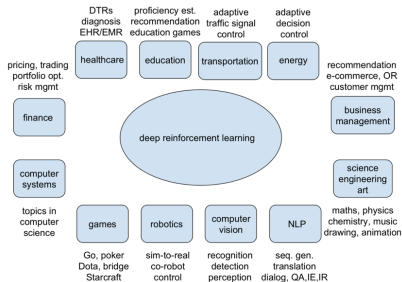 DTRs
diagnosis
EHR/EMR
healthcare
proficiency est.
recommendation
education games
education
adaptive
traffic signal
control
transportation
adaptive
decision
control
energy
pricing, trading
portfolio opt.
risk mgmt
finance
recommendation
e-commerce, OR
customer mgmt
business
management
deep reinforcement learning
computer
systems
topics in
computer
science
science
engineering
art
maths, physics
chemistry, music
drawing, animation
games
Go, poker
Dota, bridge
Starcraft
robotics
sim-to-real
co-robot
control
computer
vision
recognition
detection
perception
NLP
seq. gen.
translation
dialog, QA,IE,IR